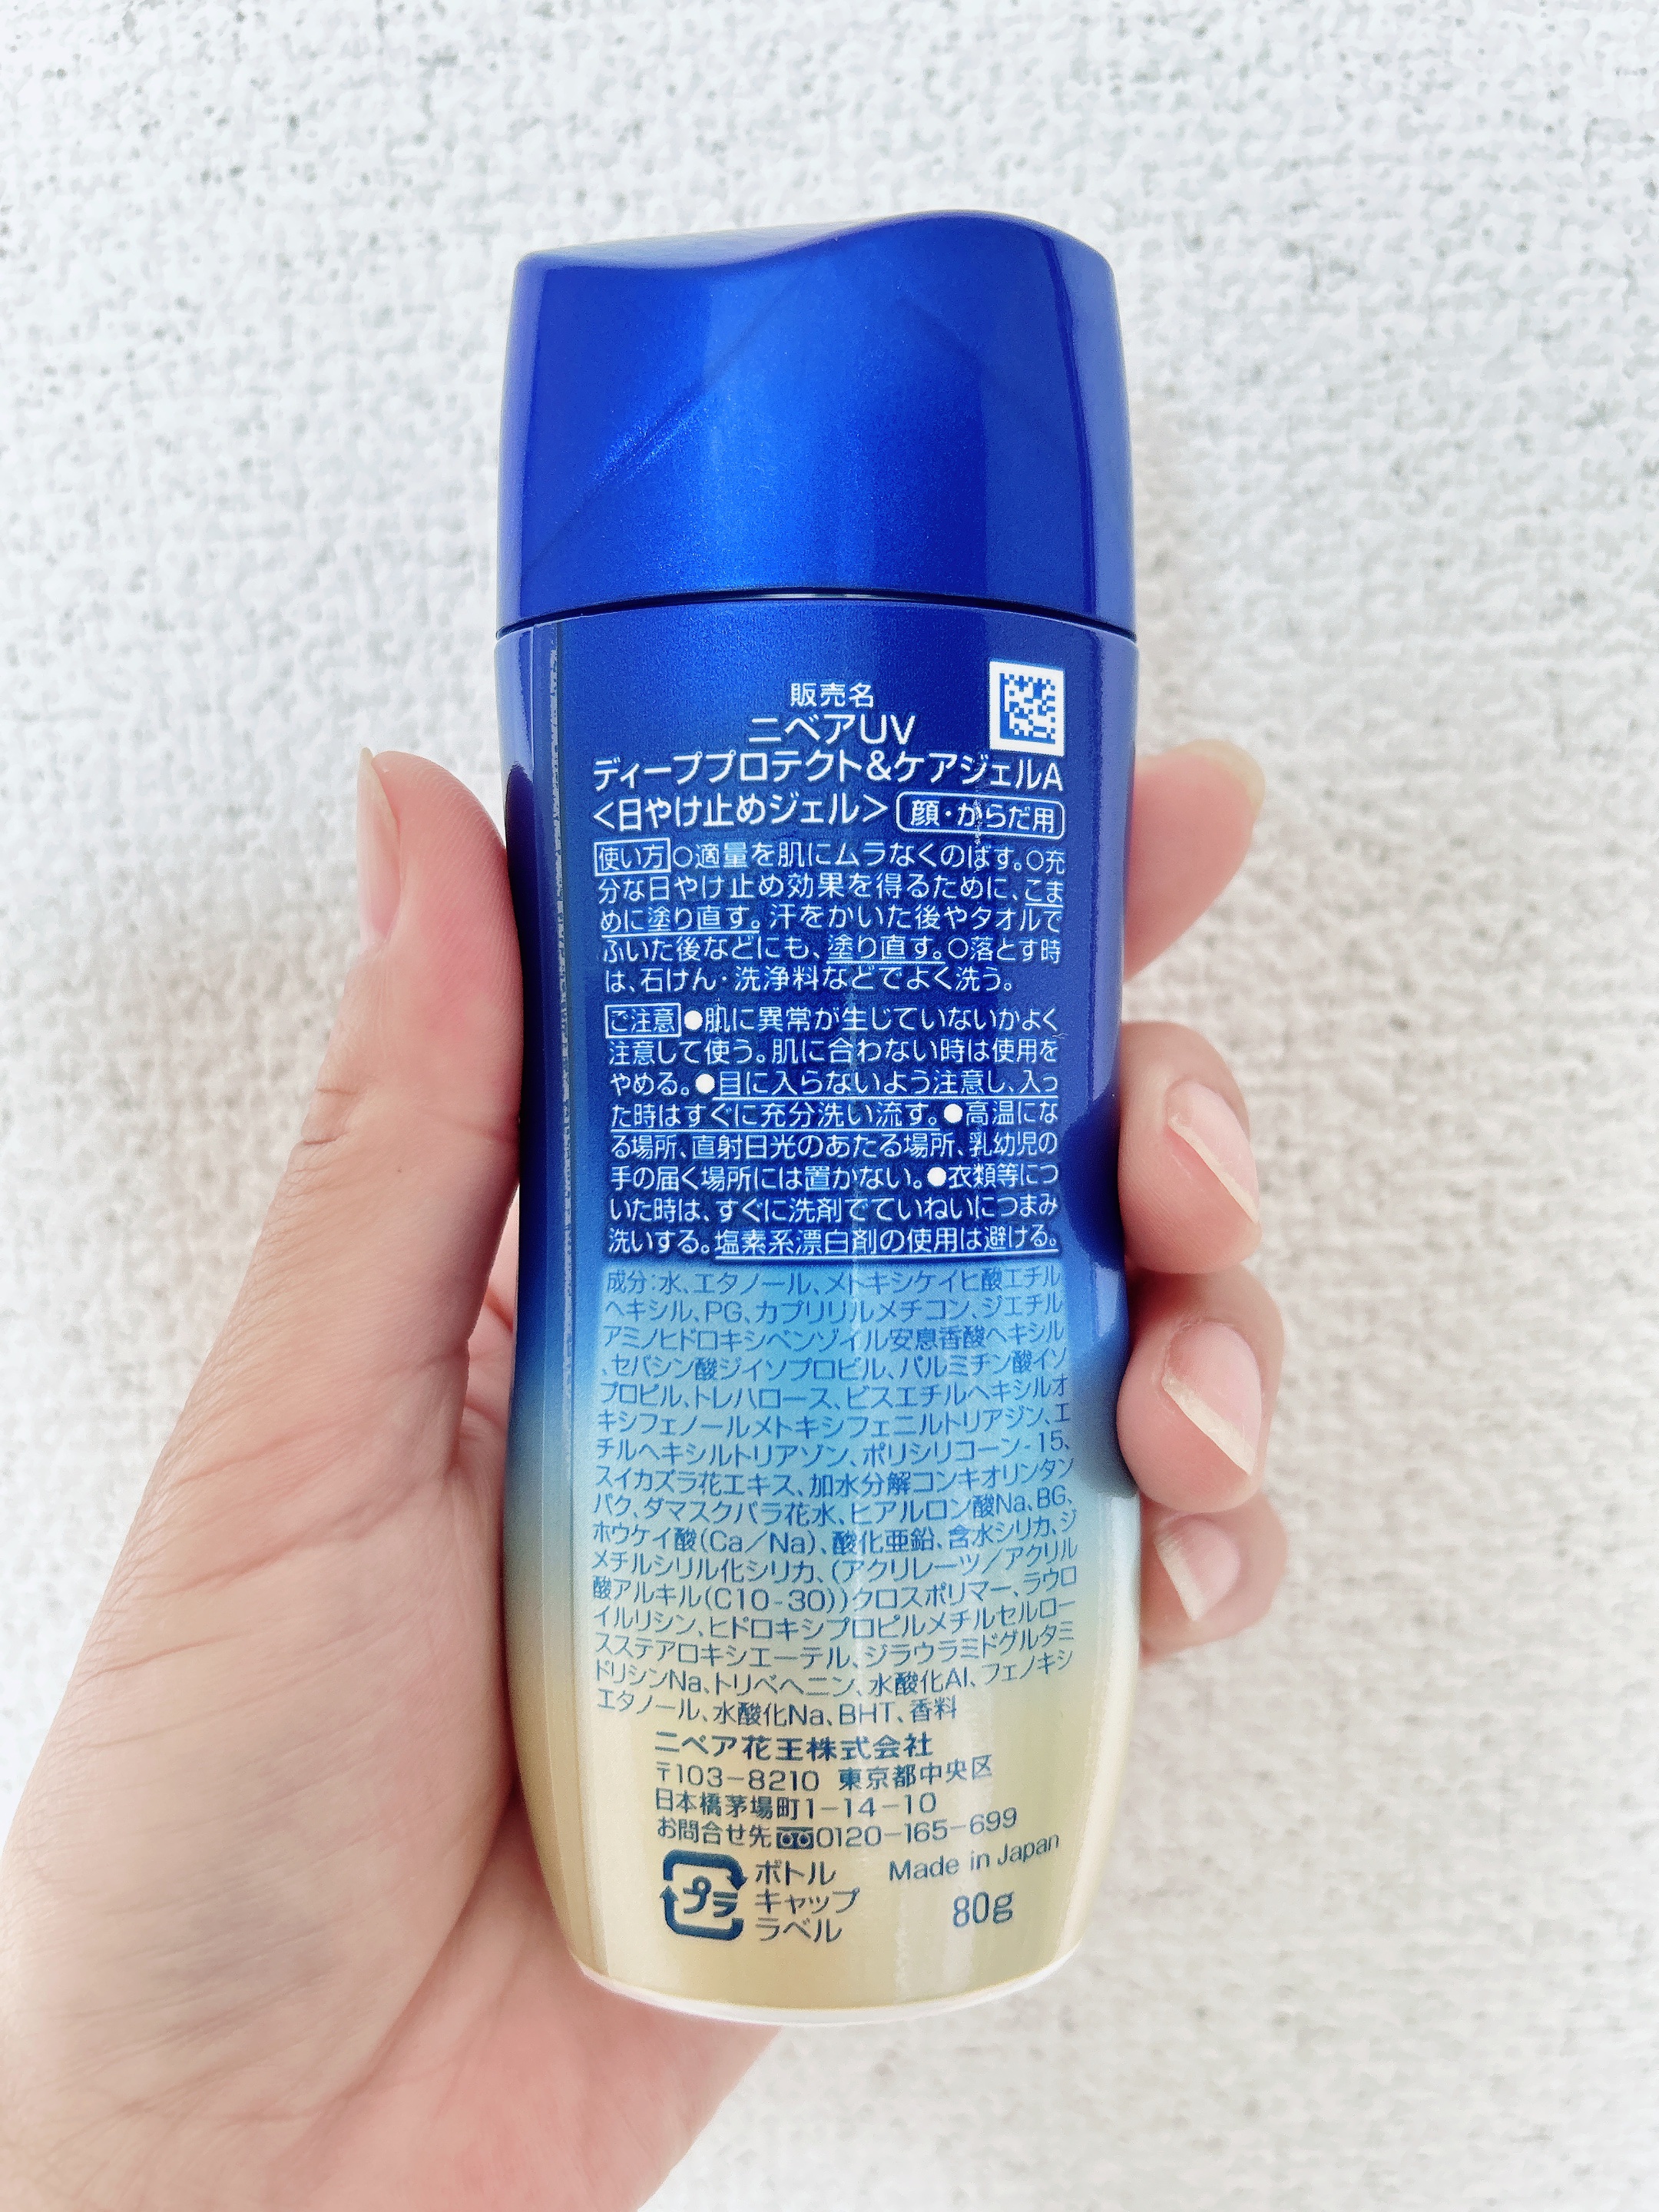 販売名
ニベアUV
ディーププロテクト&ケアジェルA
<日やけ止めジェル> 顔・からだ用
使い方 ○適量を肌にムラなくのばす。○充
分な日やけ止め効果を得るために、こま
めに塗り直す。汗をかいた後やタオルで
ふいた後などにも、塗り直す。○落とす時
は、石けん・洗浄料などでよく洗う。
ご注意 ●肌に異常が生じていないかよく
注意して使う。肌に合わない時は使用を
やめる。●目に入らないよう注意し、入っ
た時はすぐに充分洗い流す。●高温にな
る場所、直射日光のあたる場所、乳幼児の
手の届く場所には置かない。●衣類等につ
いた時は、すぐに洗剤でていねいにつまみ
洗いする。塩素系漂白剤の使用は避ける。
成分：水、エタノール、メトキシケイヒ酸エチル
ヘキシル、PG、カプリリルメチコン、ジエチル
アミノヒドロキシベンゾイル安息香酸ヘキシル
、セバシン酸ジイソプロピル、パルミチン酸イソ
プロピル、トレハロース、ビスエチルヘキシルオ
キシフェノールメトキシフェニルトリアジン、エ
チルヘキシルトリアゾン、ポリシリコーン-15、
スイカズラ花エキス、加水分解コンキオリンタン
パク、ダマスクバラ花水、ヒアルロン酸Na、BG、
ホウケイ酸(Ca／Na)、酸化亜鉛、含水シリカ、ジ
メチルシリル化シリカ、(アクリレーツ／アクリル
酸アルキル(C10-30))クロスポリマー、ラウロ
イルリシン、ヒドロキシプロピルメチルセルロー
スステアロキシエーテル、ジラウラミドグルタミ
ドリシンNa、トリベヘニン、水酸化Al、フェノキシ
エタノール、水酸化Na、BHT、香料
ニベア花王株式会社
〒103-8210 東京都中央区
日本橋茅場町1-14-10
お問合せ先 0120-165-699
Made in Japan
プラ
ボトル
キャップ
ラベル
80g